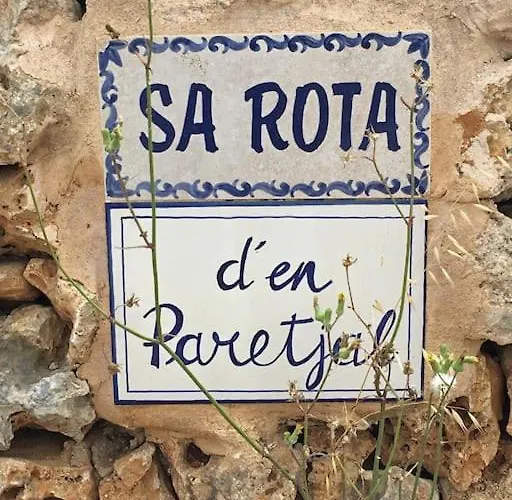 SA ROTA
d'en
Paretjal